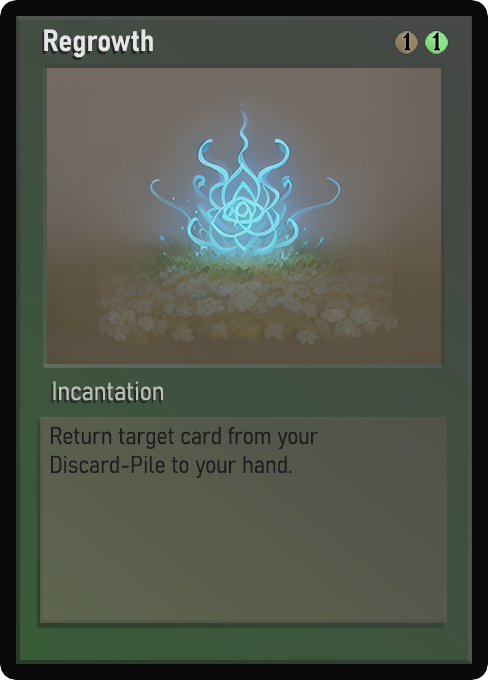 Regrowth 1 1
Incantation
Return target card from your
Discard-Pile to your hand.